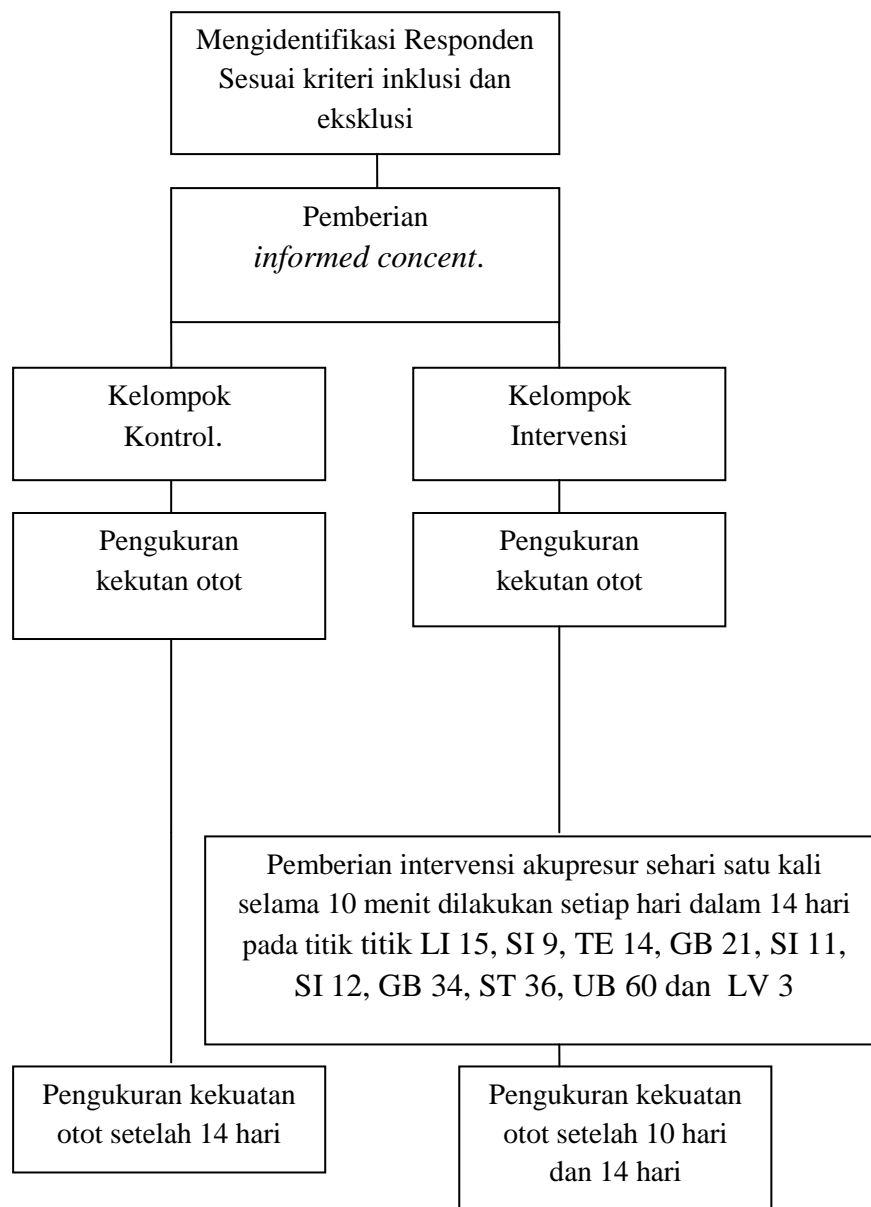 Mengidentifikasi Responden
Sesuai kriteri inklusi dan
eksklusi
Pemberian
informed concent.
Kelompok
Kontrol.
Kelompok
Intervensi
Pengukuran
kekutan otot
Pengukuran
kekutan otot
Pemberian intervensi akupresur sehari satu kali
selama 10 menit dilakukan setiap hari dalam 14 hari
pada titik titik LI 15, SI 9, TE 14, GB 21, SI 11,
SI 12, GB 34, ST 36, UB 60 dan LV 3
Pengukuran kekuatan
otot setelah 14 hari
Pengukuran kekuatan
otot setelah 10 hari
dan 14 hari